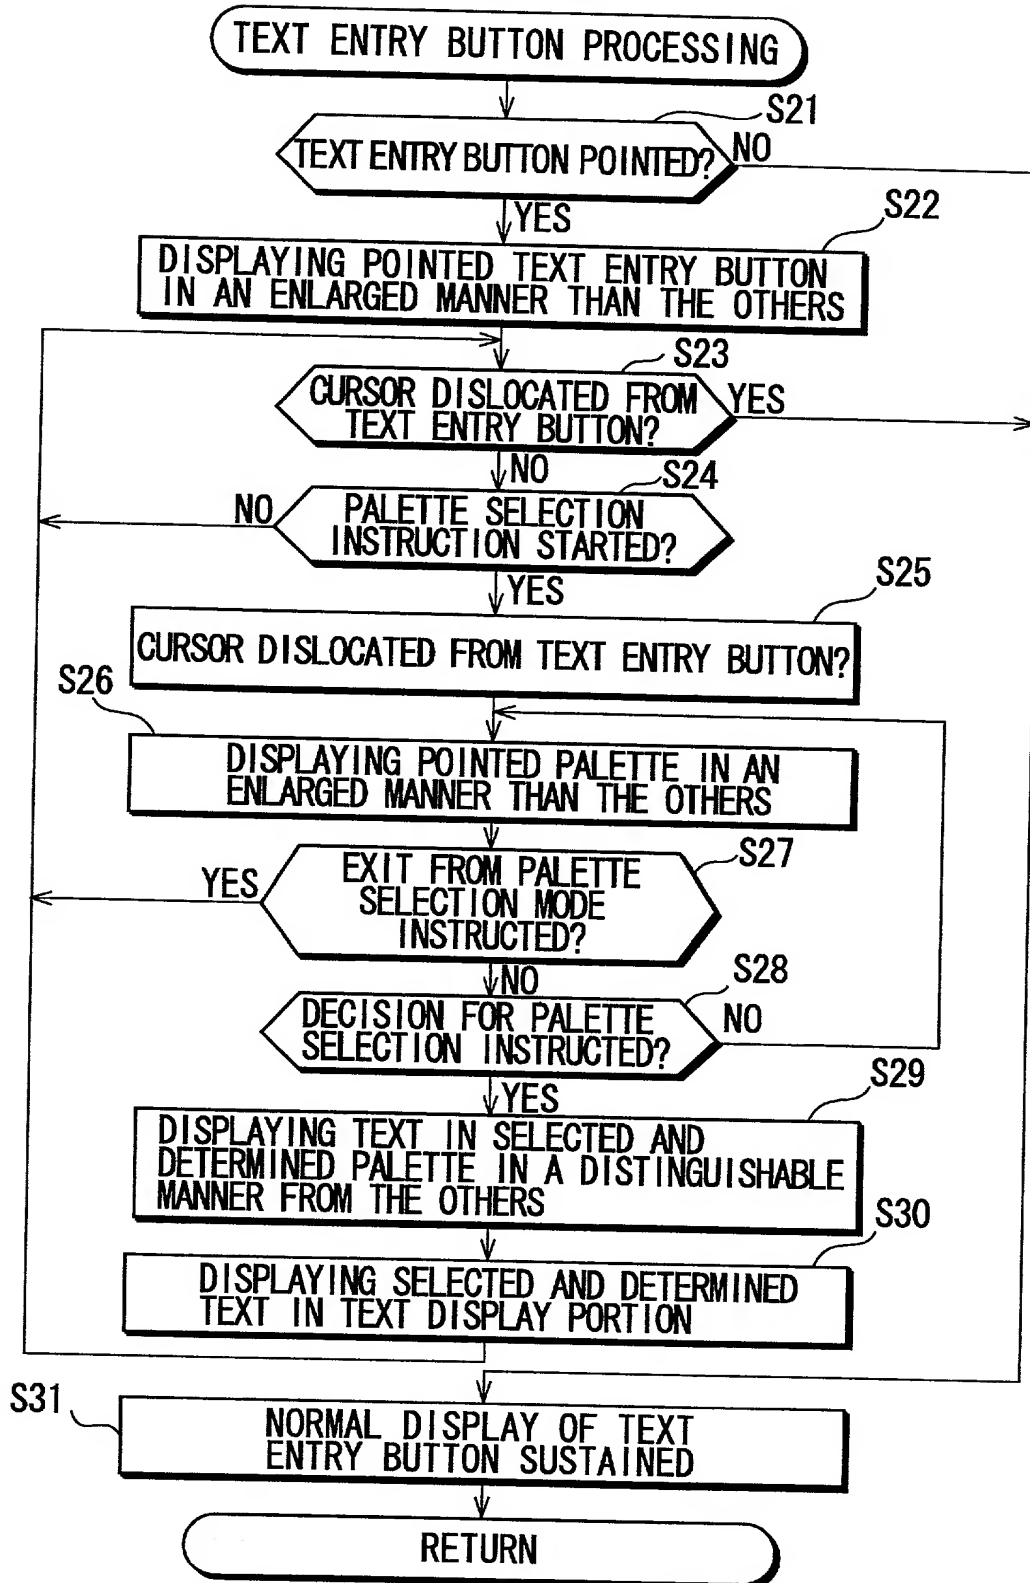 TEXT ENTRY BUTTON PROCESSING
S21
TEXT ENTRY BUTTON POINTED?
NO
YES
S22
DISPLAYING POINTED TEXT ENTRY BUTTON
IN AN ENLARGED MANNER THAN THE OTHERS
S23
CURSOR DISLOCATED FROM
TEXT ENTRY BUTTON?
YES
NO
S24
NO
PALETTE SELECTION
INSTRUCTION STARTED?
YES
S25
CURSOR DISLOCATED FROM TEXT ENTRY BUTTON?
S26
DISPLAYING POINTED PALETTE IN AN
ENLARGED MANNER THAN THE OTHERS
S27
YES
EXIT FROM PALETTE
SELECTION MODE
INSTRUCTED?
NO
S28
DECISION FOR PALETTE
SELECTION INSTRUCTED?
NO
YES
S29
DISPLAYING TEXT IN SELECTED AND
DETERMINED PALETTE IN A DISTINGUISHABLE
MANNER FROM THE OTHERS
S30
DISPLAYING SELECTED AND DETERMINED
TEXT IN TEXT DISPLAY PORTION
S31
NORMAL DISPLAY OF TEXT
ENTRY BUTTON SUSTAINED
RETURN